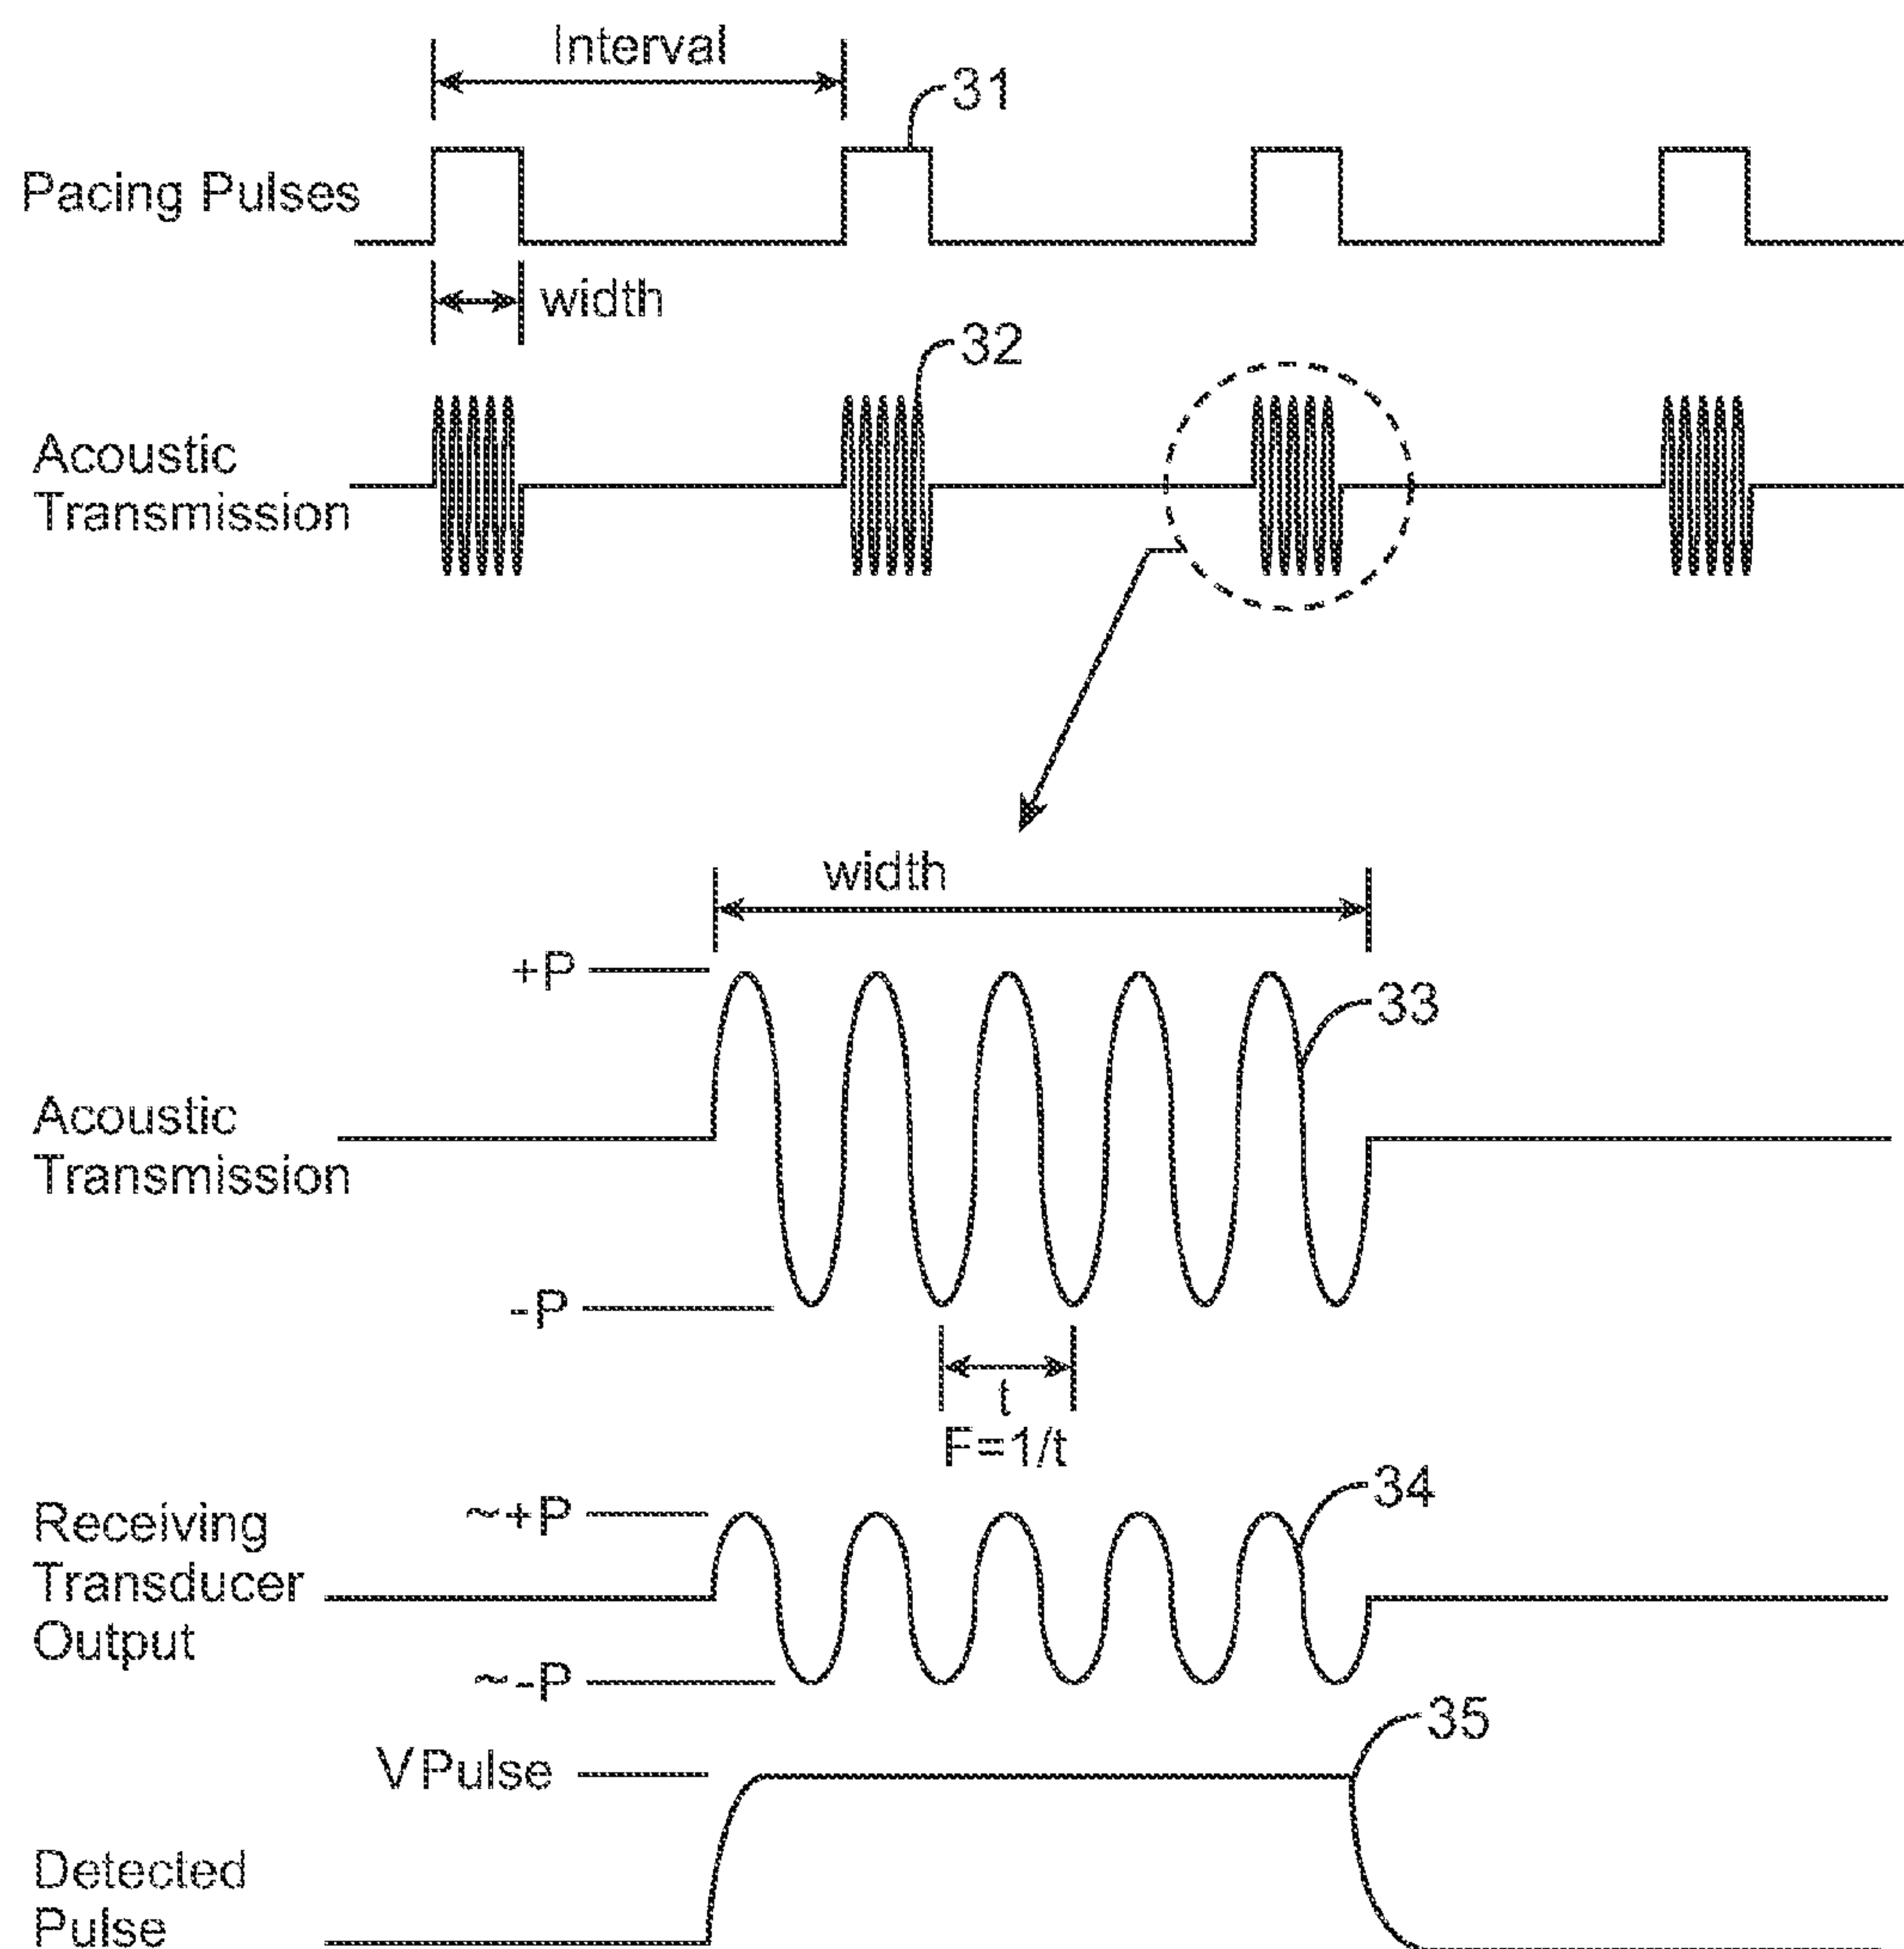 Interval
31
Pacing Pulses
width
32
Acoustic
Transmission
width
+P
33
Acoustic
Transmission
-P
t
F=1/t
34
~+P
Receiving
Transducer
Output
~-P
35
VPulse
Detected
Pulse